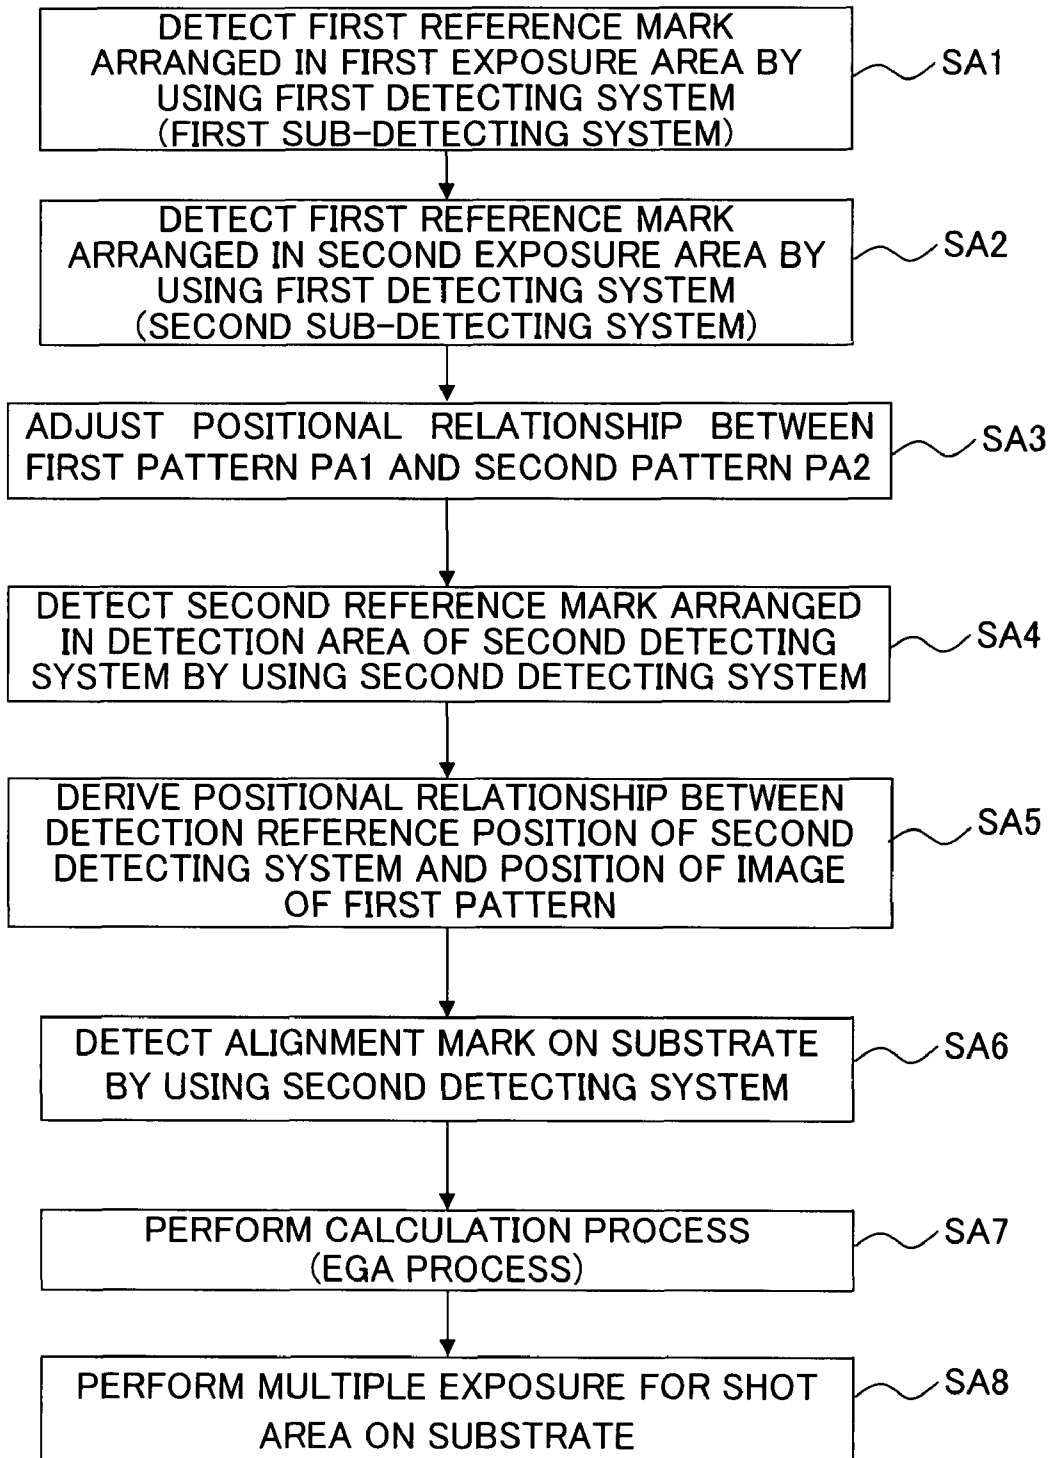 DETECT FIRST REFERENCE MARK
ARRANGED IN FIRST EXPOSURE AREA BY
USING FIRST DETECTING SYSTEM
(FIRST SUB-DETECTING SYSTEM)
SA1
DETECT FIRST REFERENCE MARK
ARRANGED IN SECOND EXPOSURE AREA BY
USING FIRST DETECTING SYSTEM
(SECOND SUB-DETECTING SYSTEM)
SA2
ADJUST POSITIONAL RELATIONSHIP BETWEEN
FIRST PATTERN PA1 AND SECOND PATTERN PA2
SA3
DETECT SECOND REFERENCE MARK ARRANGED
IN DETECTION AREA OF SECOND DETECTING
SYSTEM BY USING SECOND DETECTING SYSTEM
SA4
DERIVE POSITIONAL RELATIONSHIP BETWEEN
DETECTION REFERENCE POSITION OF SECOND
DETECTING SYSTEM AND POSITION OF IMAGE
OF FIRST PATTERN
SA5
DETECT ALIGNMENT MARK ON SUBSTRATE
BY USING SECOND DETECTING SYSTEM
SA6
PERFORM CALCULATION PROCESS
(EGA PROCESS)
SA7
PERFORM MULTIPLE EXPOSURE FOR SHOT
AREA ON SUBSTRATE
SA8